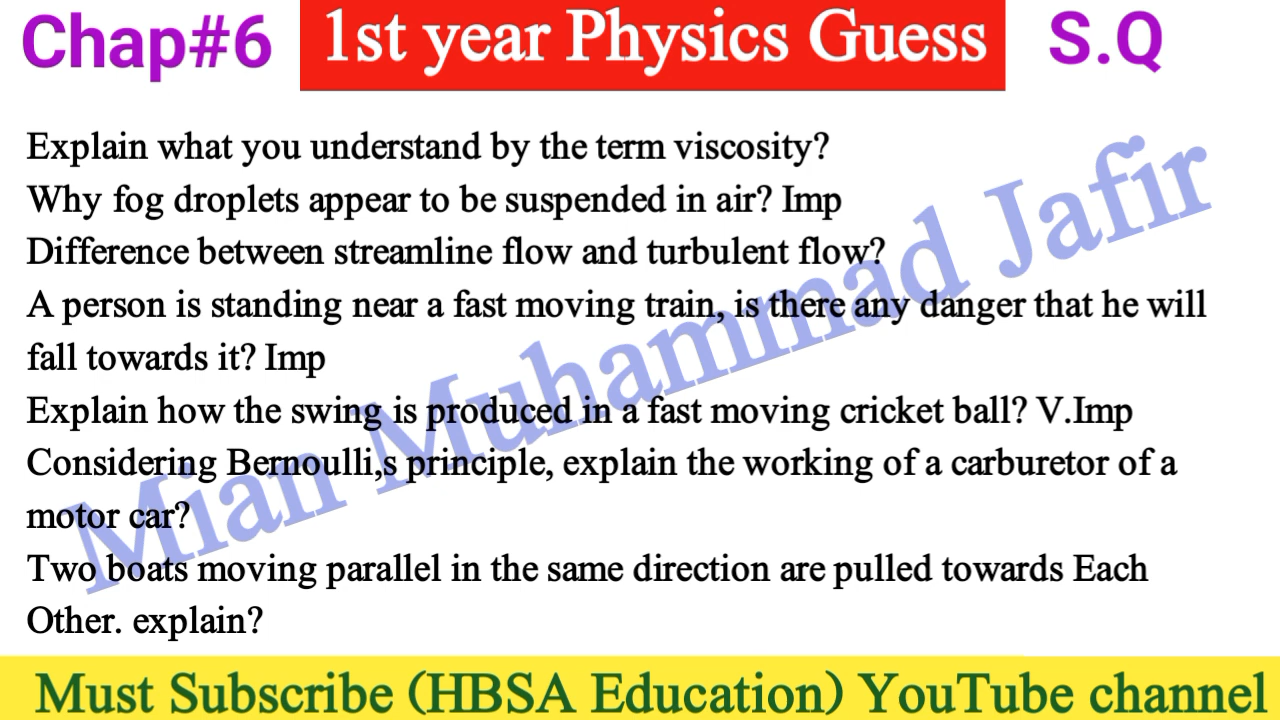 Chap#6 1st year Physics Guess S.Q
Explain what you understand by the term viscosity?
Why fog droplets appear to be suspended in air? Imp
Difference between streamline flow and turbulent flow?
A person is standing near a fast moving train, is there any danger that he will
fall towards it? Imp
Explain how the swing is produced in a fast moving cricket ball? V.Imp
Considering Bernoulli,s principle, explain the working of a carburetor of a
motor car?
Two boats moving parallel in the same direction are pulled towards Each
Other. explain?
Mian Muhammad Jafir
Must Subscribe (HBSA Education) YouTube channel